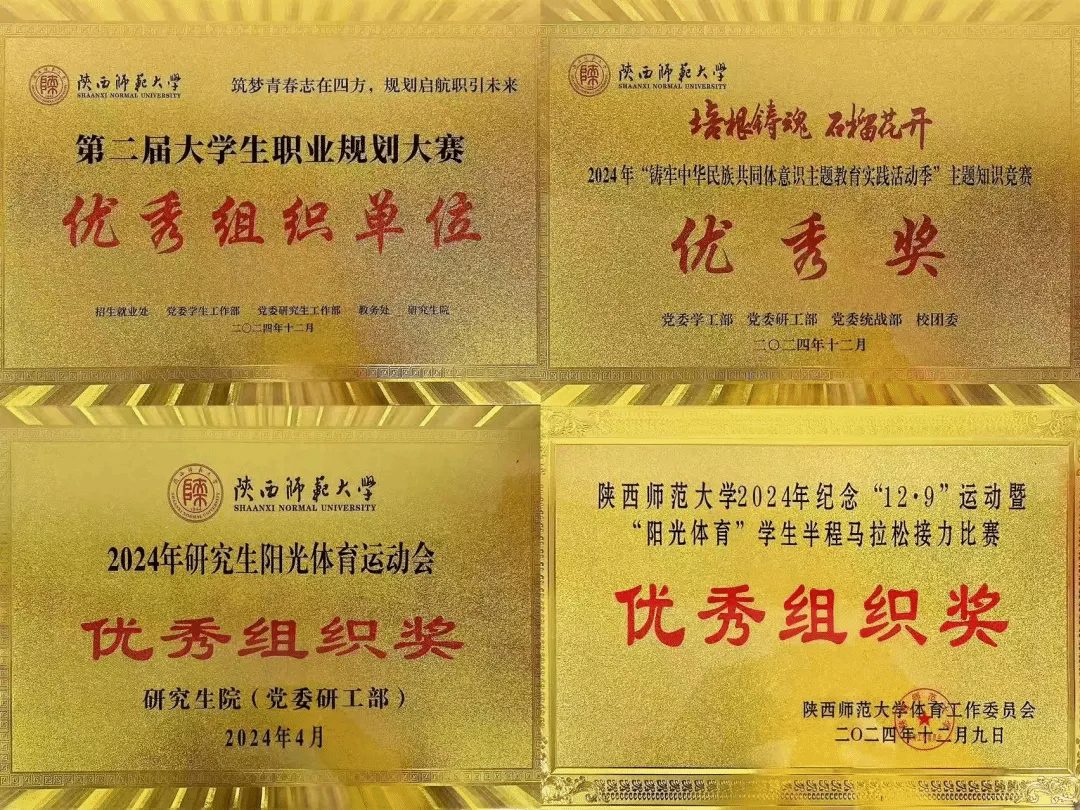 陕西师范大学
SHAANXI NORMAL UNIVERSITY
筑梦青春志在四方，规划启航职引未来
第二届大学生职业规划大赛
优秀组织单位
招生就业处 党委学生工作部 党委研究生工作部 教务处 研究生院
二〇二四年十二月
陕西师范大学
SHAANXI NORMAL UNIVERSITY
培根铸魂 石榴花开
2024年“铸牢中华民族共同体意识主题教育实践活动季”主题知识竞赛
优秀奖
党委学工部 党委研工部 党委统战部 校团委
二〇二四年十二月
陕西师范大学
SHAANXI NORMAL UNIVERSITY
2024年研究生阳光体育运动会
优秀组织奖
研究生院（党委研工部）
2024年4月
陕西师范大学2024年纪念“12·9”运动暨
“阳光体育”学生半程马拉松接力比赛
优秀组织奖
陕西师范大学体育工作委员会
二〇二四年十二月九日